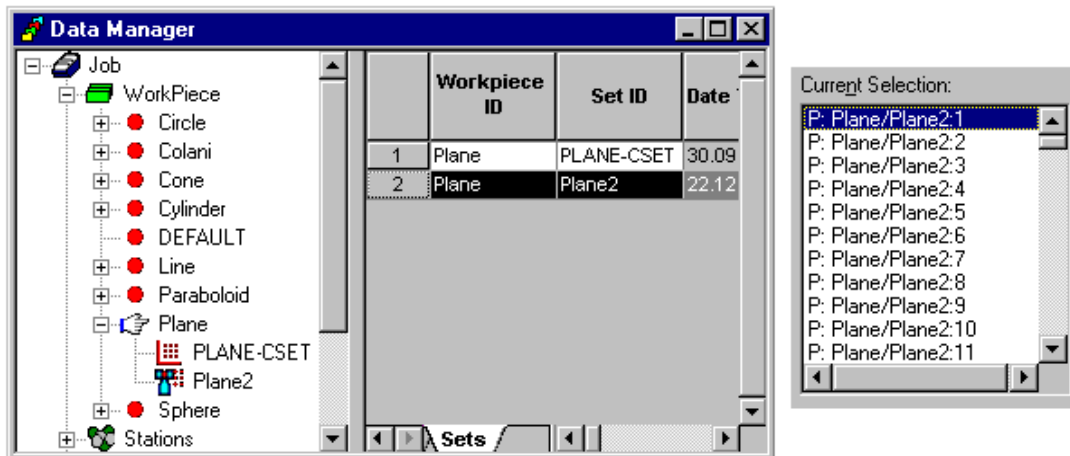 Data Manager
Job
WorkPiece
Circle
Colani
Cone
Cylinder
DEFAULT
Line
Paraboloid
Plane
PLANE-CSET
Plane2
Sphere
Stations
Workpiece ID
Set ID
Date
1 Plane PLANE-CSET 30.09
2 Plane Plane2 22.12
Sets
Current Selection:
P: Plane/Plane2:1
P: Plane/Plane2:2
P: Plane/Plane2:3
P: Plane/Plane2:4
P: Plane/Plane2:5
P: Plane/Plane2:6
P: Plane/Plane2:7
P: Plane/Plane2:8
P: Plane/Plane2:9
P: Plane/Plane2:10
P: Plane/Plane2:11